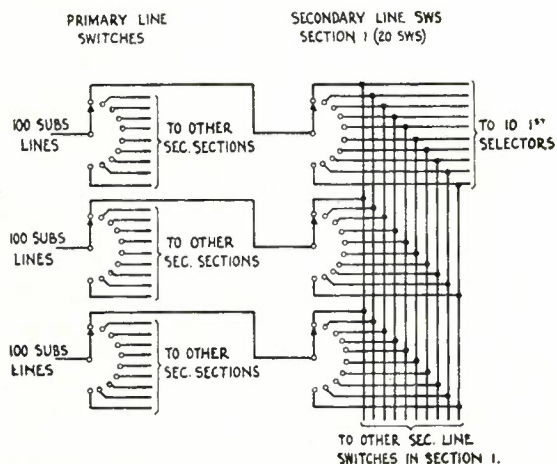 PRIMARY LINE
SWITCHES
SECONDARY LINE SWS
SECTION 1 (20 SWS)
100 SUBS
LINES
TO OTHER
SEC. SECTIONS
TO 10 1ST
SELECTORS
100 SUBS
LINES
TO OTHER
SEC. SECTIONS
100 SUBS
LINES
TO OTHER
SEC. SECTIONS
TO OTHER SEC. LINE
SWITCHES IN SECTION 1.